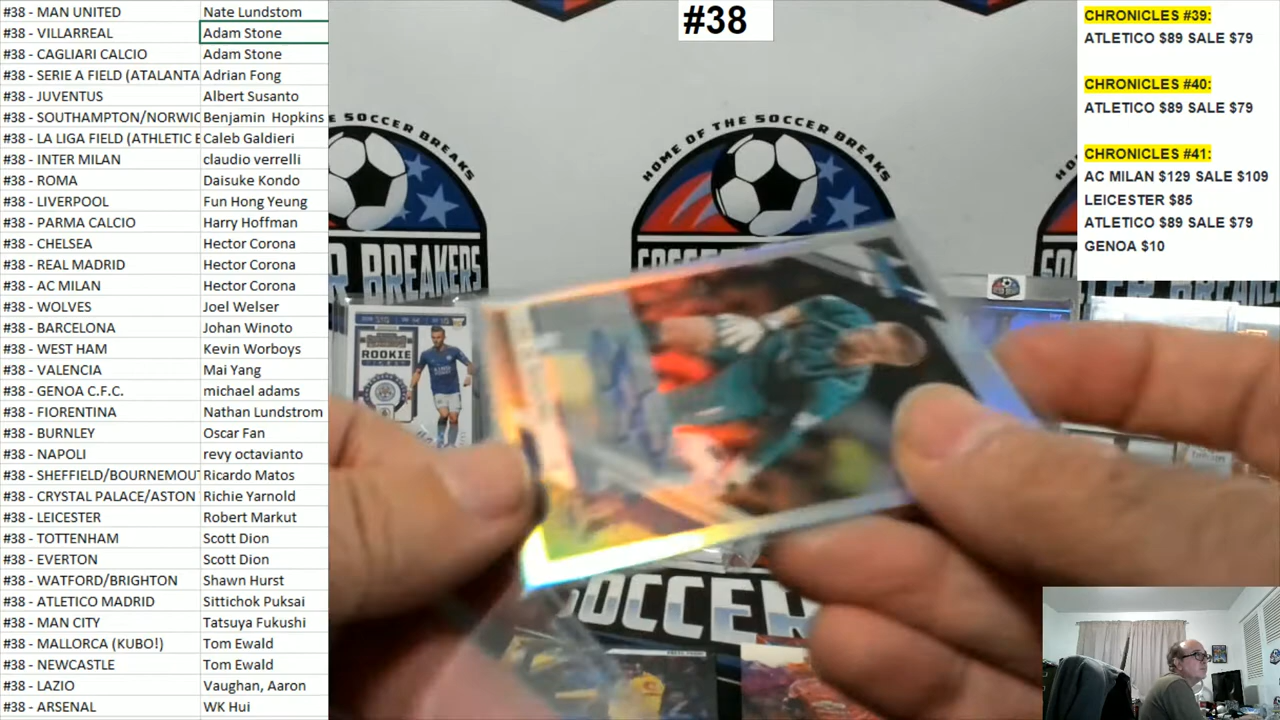 #38 - MAN UNITED Nate Lundstom
#38 - VILLARREAL Adam Stone
#38 - CAGLIARI CALCIO Adam Stone
#38 - SERIE A FIELD (ATALANTA Adrian Fong
#38 - JUVENTUS Albert Susanto
#38 - SOUTHAMPTON/NORWIC Benjamin Hopkins
#38 - LA LIGA FIELD (ATHLETIC E Caleb Galdieri
#38 - INTER MILAN claudio verrelli
#38 - ROMA Daisuke Kondo
#38 - LIVERPOOL Fun Hong Yeung
#38 - PARMA CALCIO Harry Hoffman
#38 - CHELSEA Hector Corona
#38 - REAL MADRID Hector Corona
#38 - AC MILAN Hector Corona
#38 - WOLVES Joel Welser
#38 - BARCELONA Johan Winoto
#38 - WEST HAM Kevin Worboys
#38 - VALENCIA Mai Yang
#38 - GENOA C.F.C. michael adams
#38 - FIORENTINA Nathan Lundstrom
#38 - BURNLEY Oscar Fan
#38 - NAPOLI revy octavianto
#38 - SHEFFIELD/BOURNEMOUT Ricardo Matos
#38 - CRYSTAL PALACE/ASTON Richie Yarnold
#38 - LEICESTER Robert Markut
#38 - TOTTENHAM Scott Dion
#38 - EVERTON Scott Dion
#38 - WATFORD/BRIGHTON Shawn Hurst
#38 - ATLETICO MADRID Sittichok Puksai
#38 - MAN CITY Tatsuya Fukushi
#38 - MALLORCA (KUBO!) Tom Ewald
#38 - NEWCASTLE Tom Ewald
#38 - LAZIO Vaughan, Aaron
#38 - ARSENAL WK Hui
#38
E SOCCER BREAKS
ER BREAKERS
HOME OF THE SOCCER BREAKS
ROOKIE
SOCCER
CHRONICLES #39:
ATLETICO $89 SALE $79
CHRONICLES #40:
ATLETICO $89 SALE $79
CHRONICLES #41:
AC MILAN $129 SALE $109
LEICESTER $85
ATLETICO $89 SALE $79
GENOA $10